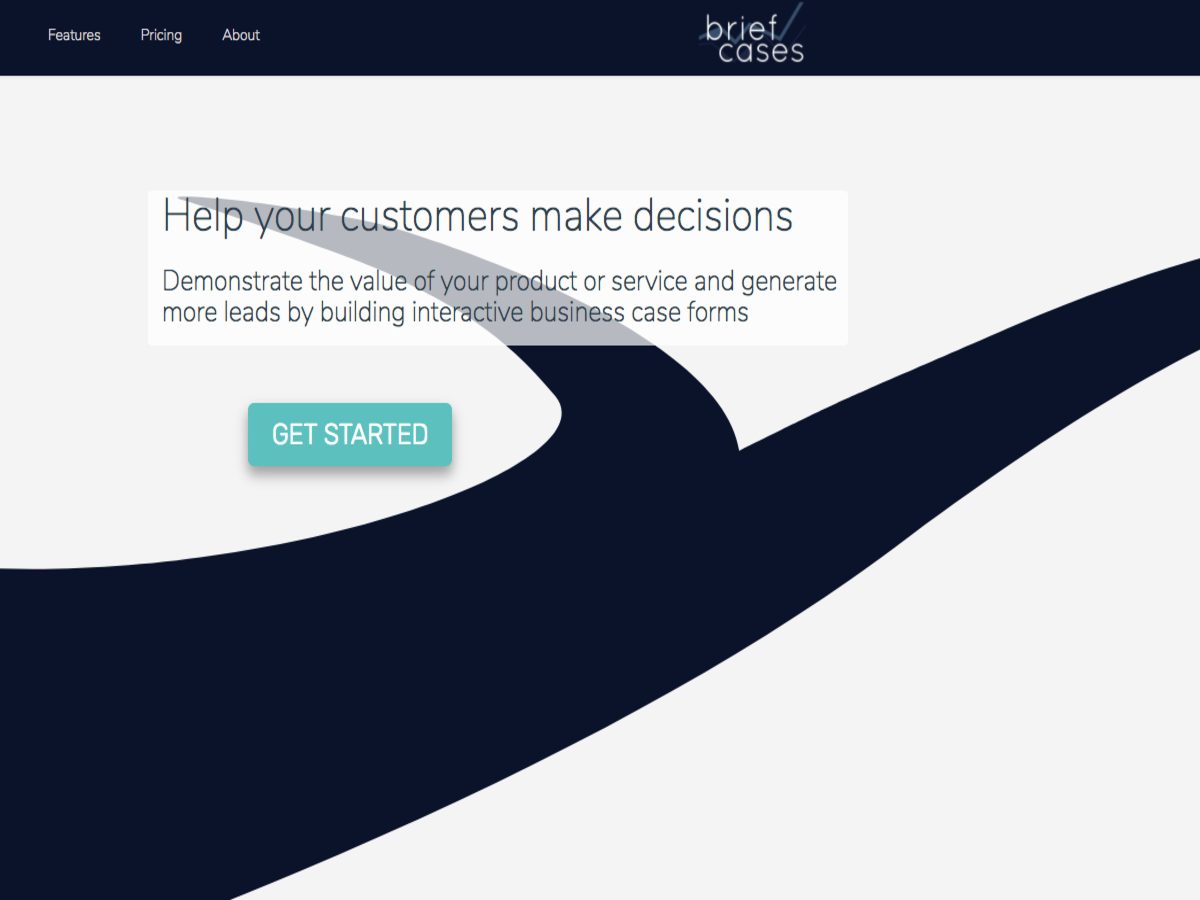 Features
Pricing
About
brief
cases
Help your customers make decisions
Demonstrate the value of your product or service and generate
more leads by building interactive business case forms
GET STARTED